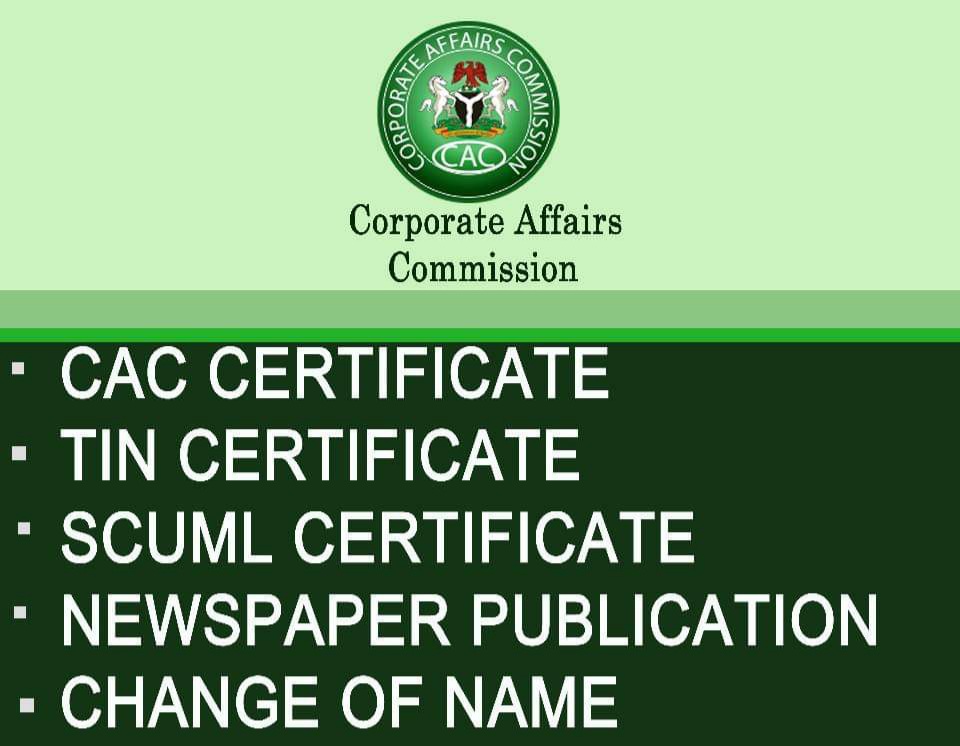 CORPORATE AFFAIRS COMMISSION
CAC
Corporate Affairs
Commission
CAC CERTIFICATE
TIN CERTIFICATE
SCUML CERTIFICATE
NEWSPAPER PUBLICATION
CHANGE OF NAME